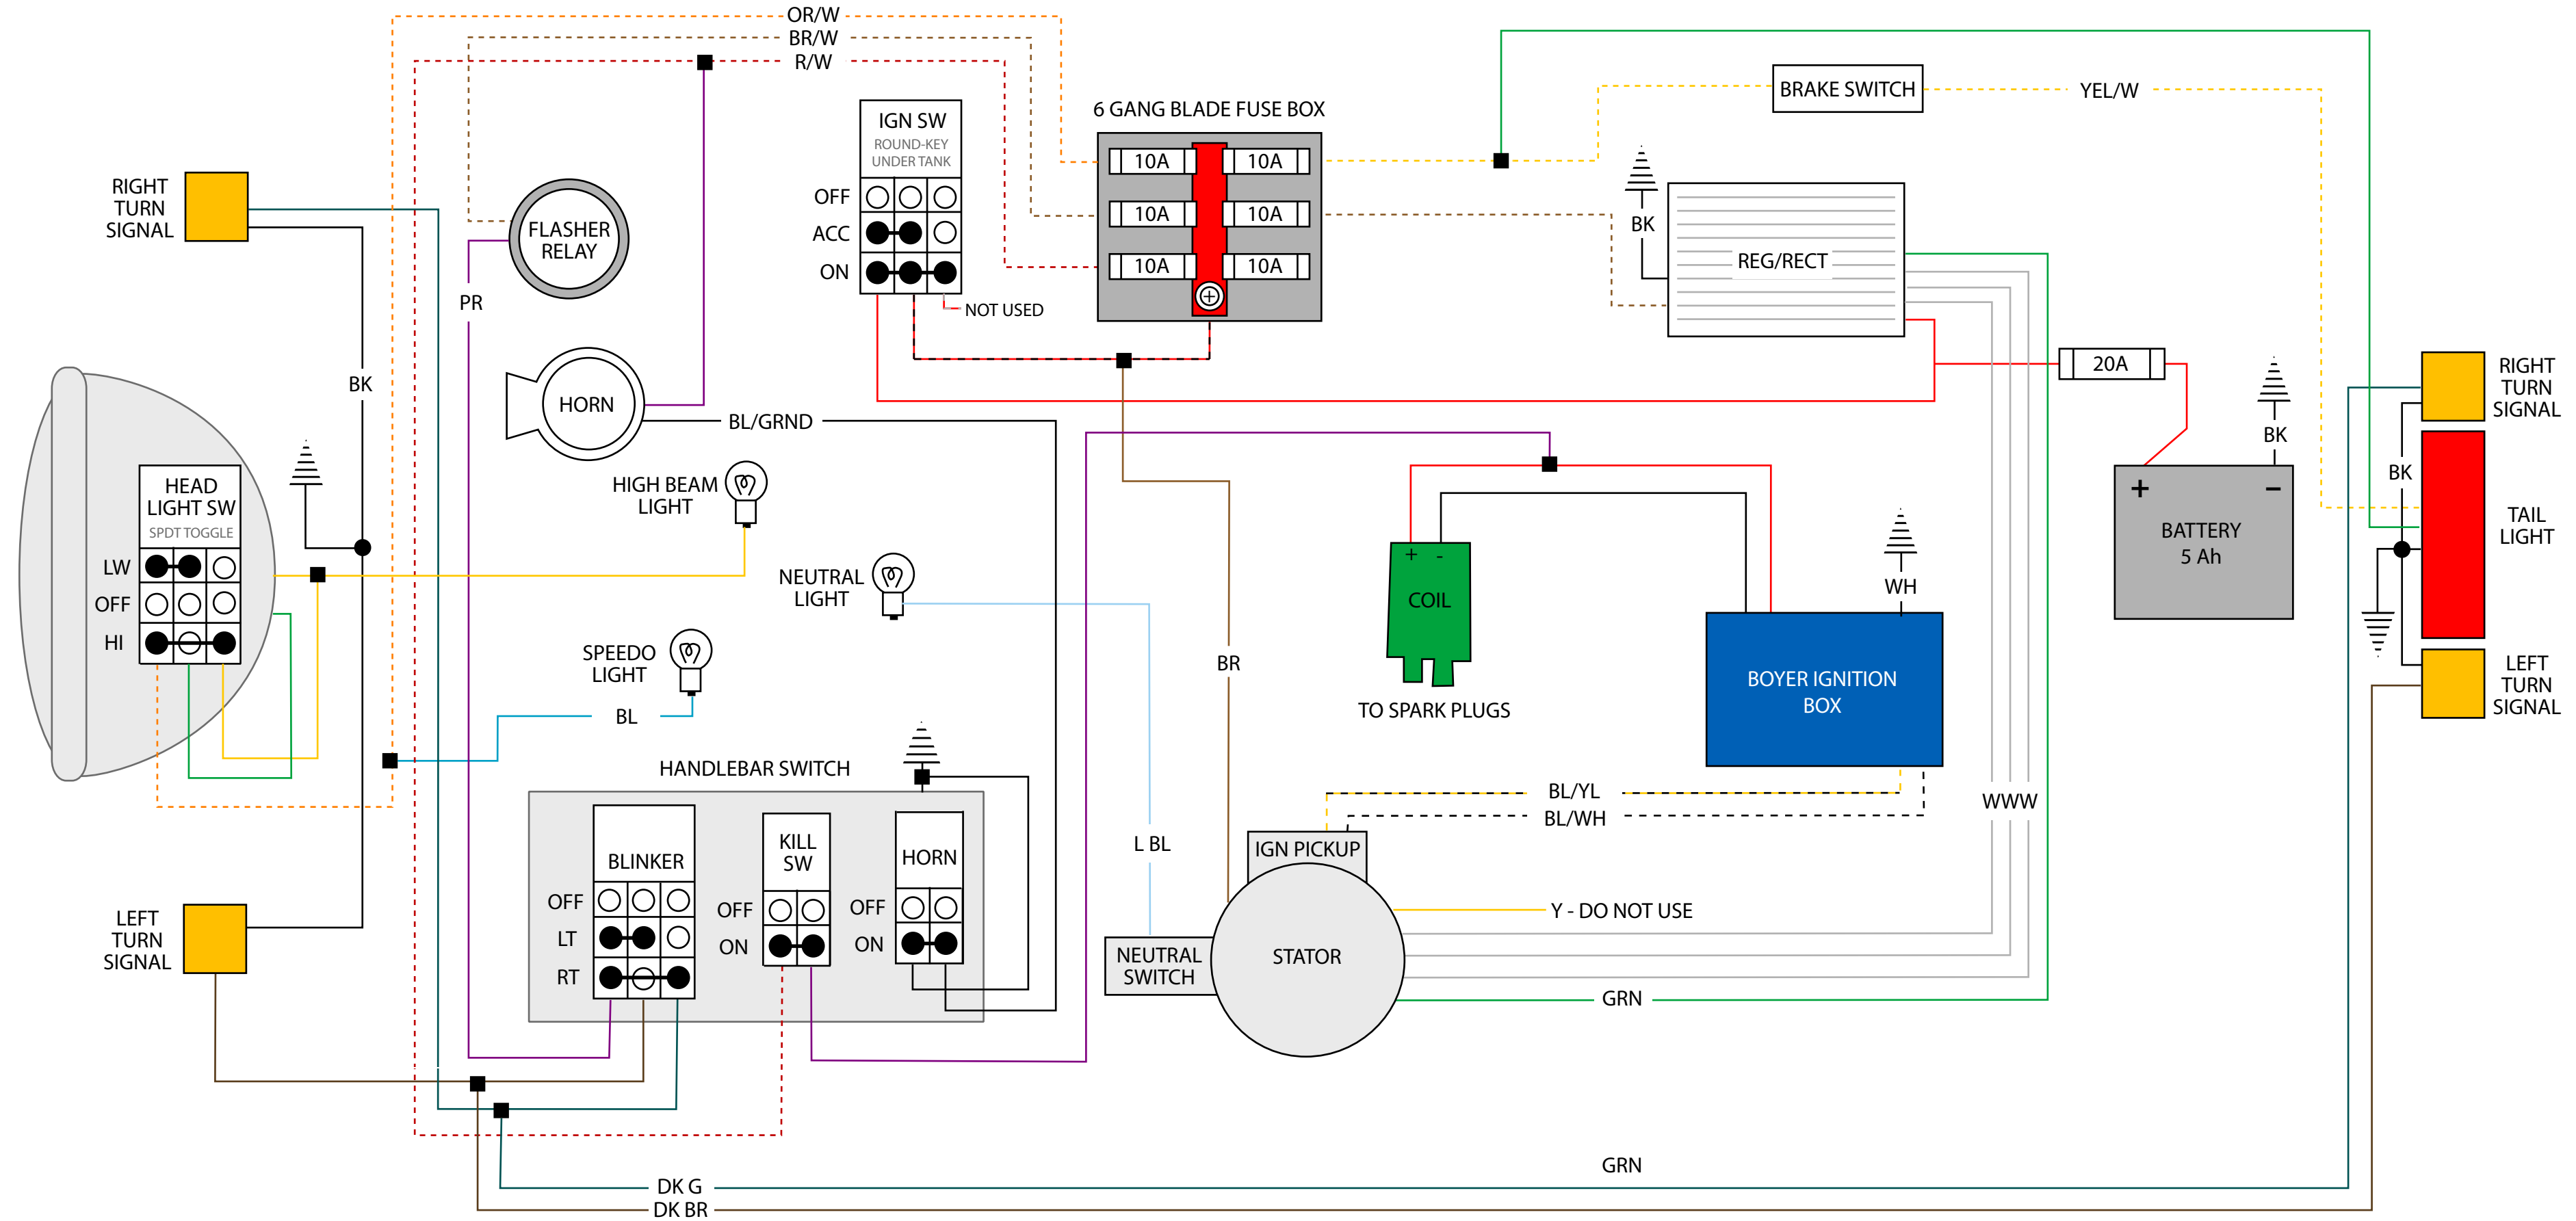 OR/W
BR/W
R/W
BRAKE SWITCH
YEL/W
6 GANG BLADE FUSE BOX
IGN SW
ROUND-KEY
UNDER TANK
OFF
ACC
ON
NOT USED
10A
10A
10A
10A
10A
10A
RIGHT
TURN
SIGNAL
FLASHER
RELAY
BK
REG/RECT
PR
20A
BK
HORN
BL/GRND
BK
RIGHT
TURN
SIGNAL
BK
HEAD
LIGHT SW
SPDT TOGGLE
LW
OFF
HI
HIGH BEAM
LIGHT
NEUTRAL
LIGHT
SPEEDO
LIGHT
BL
BR
+ -
COIL
TO SPARK PLUGS
WH
BOYER IGNITION
BOX
+ –
BATTERY
5 Ah
TAIL
LIGHT
LEFT
TURN
SIGNAL
HANDLEBAR SWITCH
BLINKER
OFF
LT
RT
KILL
SW
OFF
ON
HORN
OFF
ON
L BL
BL/YL
BL/WH
WWW
IGN PICKUP
Y - DO NOT USE
NEUTRAL
SWITCH
STATOR
GRN
LEFT
TURN
SIGNAL
GRN
DK G
DK BR